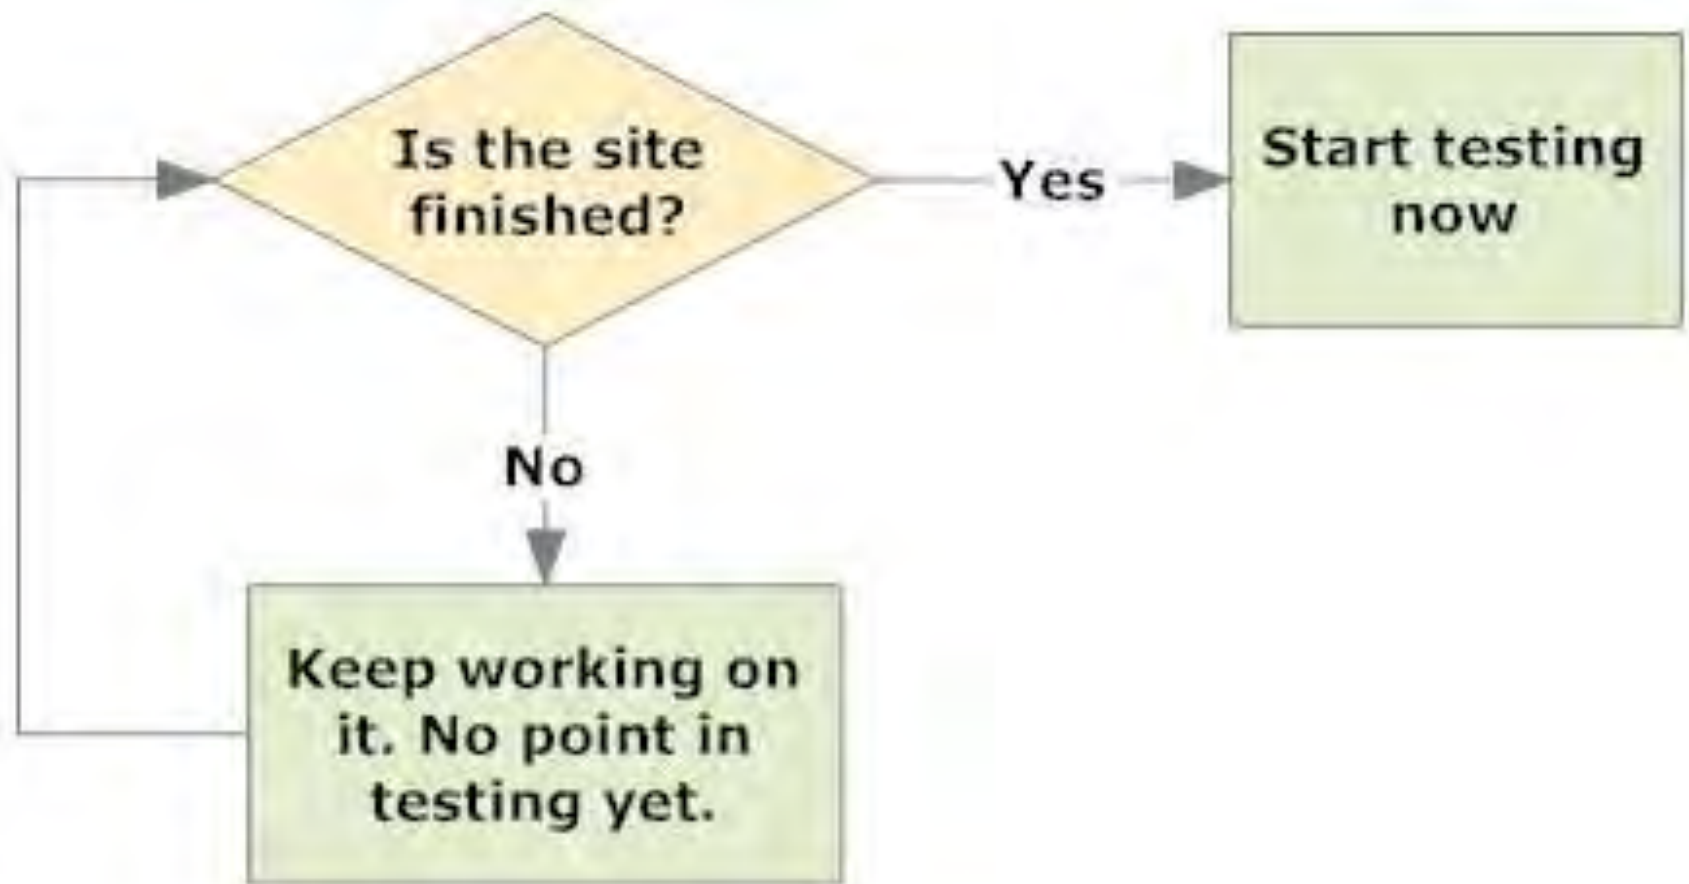 Is the site
finished?
Yes
Start testing
now
No
Keep working on
it. No point in
testing yet.